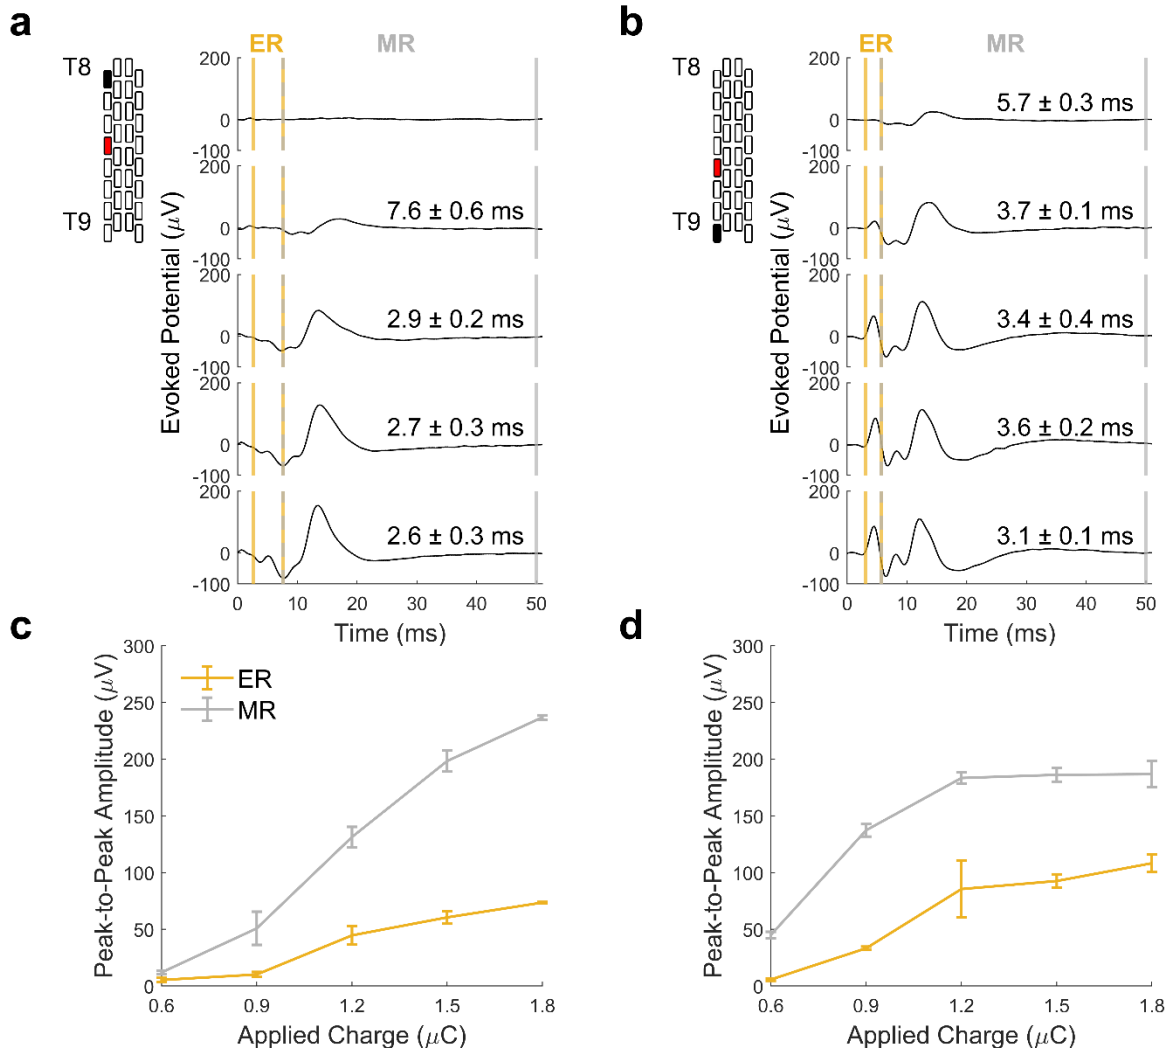 a
ER MR
T8
T9
Evoked Potential (μV)
200
0
-100
200
7.6 ± 0.6 ms
0
-100
200
2.9 ± 0.2 ms
0
-100
200
2.7 ± 0.3 ms
0
-100
200
2.6 ± 0.3 ms
0
-100
0 10 20 30 40 50
Time (ms)
b
ER MR
T8
T9
Evoked Potential (μV)
200
5.7 ± 0.3 ms
0
-100
200
3.7 ± 0.1 ms
0
-100
200
3.4 ± 0.4 ms
0
-100
200
3.6 ± 0.2 ms
0
-100
200
3.1 ± 0.1 ms
0
-100
0 10 20 30 40 50
Time (ms)
c
Peak-to-Peak Amplitude (μV)
300
250
200
150
100
50
0
ER
MR
0.6 0.9 1.2 1.5 1.8
Applied Charge (μC)
d
Peak-to-Peak Amplitude (μV)
300
250
200
150
100
50
0
0.6 0.9 1.2 1.5 1.8
Applied Charge (μC)